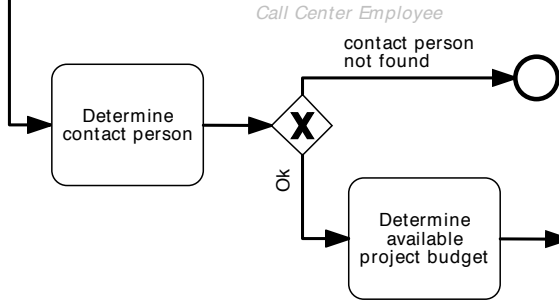 Call Center Employee
contact person
not found
Determine
contact person
X
Ok
Determine
available
project budget